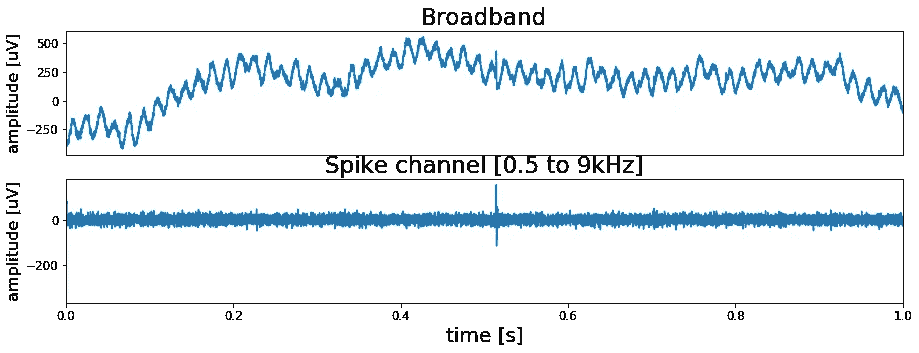 Broadband
amplitude [uV]
500
250
0
−250
Spike channel [0.5 to 9kHz]
amplitude [uV]
0
−200
0.0 0.2 0.4 0.6 0.8 1.0
time [s]